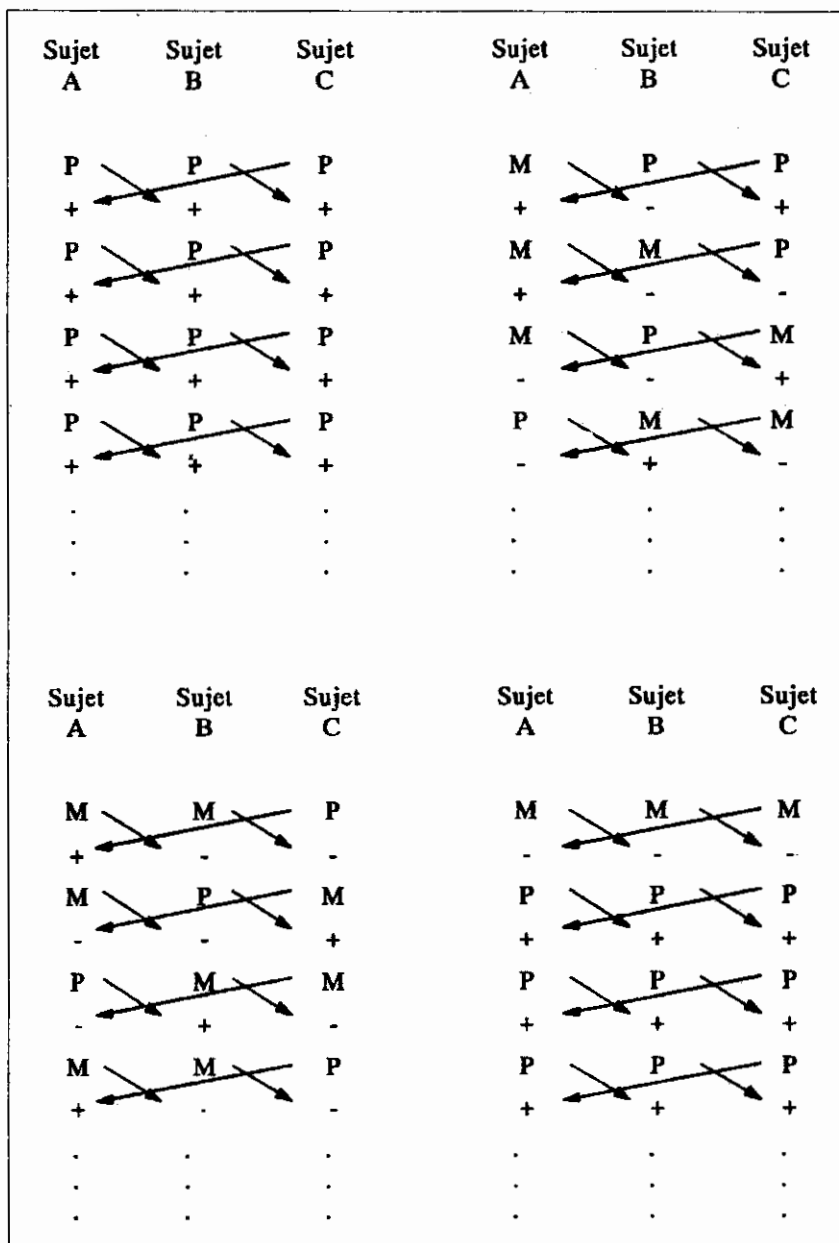 Sujet Sujet Sujet Sujet Sujet Sujet
A B C A B C
P P P M P P
+ + + + - +
P P P M M P
+ + + + - -
P P P M P M
+ + + - - +
P P P P M M
+ + + - + -
. . . . . .
. - . . . .
. . . . . .
Sujet Sujet Sujet Sujet Sujet Sujet
A B C A B C
M M P M M M
+ - - - - -
M P M P P P
- - + + + +
P M M P P P
- + - + + +
M M P P P P
+ . - + + +
. . . . . .
. . . . . .
. . . . . .